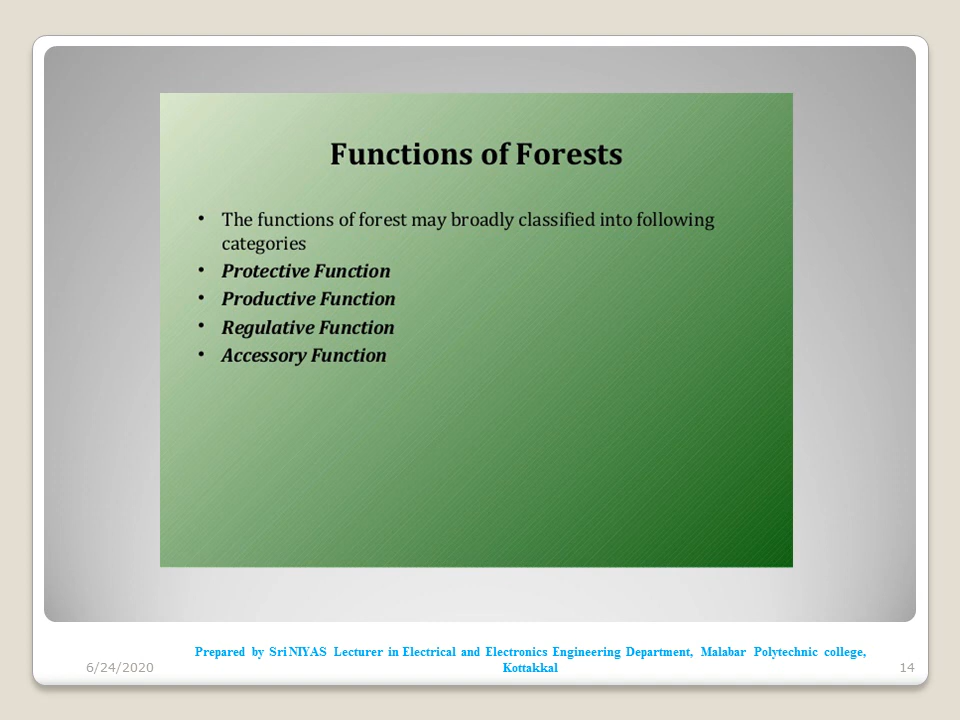 Functions of Forests
• The functions of forest may broadly classified into following
categories
• Protective Function
• Productive Function
• Regulative Function
• Accessory Function
Prepared by Sri NIYAS Lecturer in Electrical and Electronics Engineering Department, Malabar Polytechnic college,
Kottakkal
6/24/2020
14